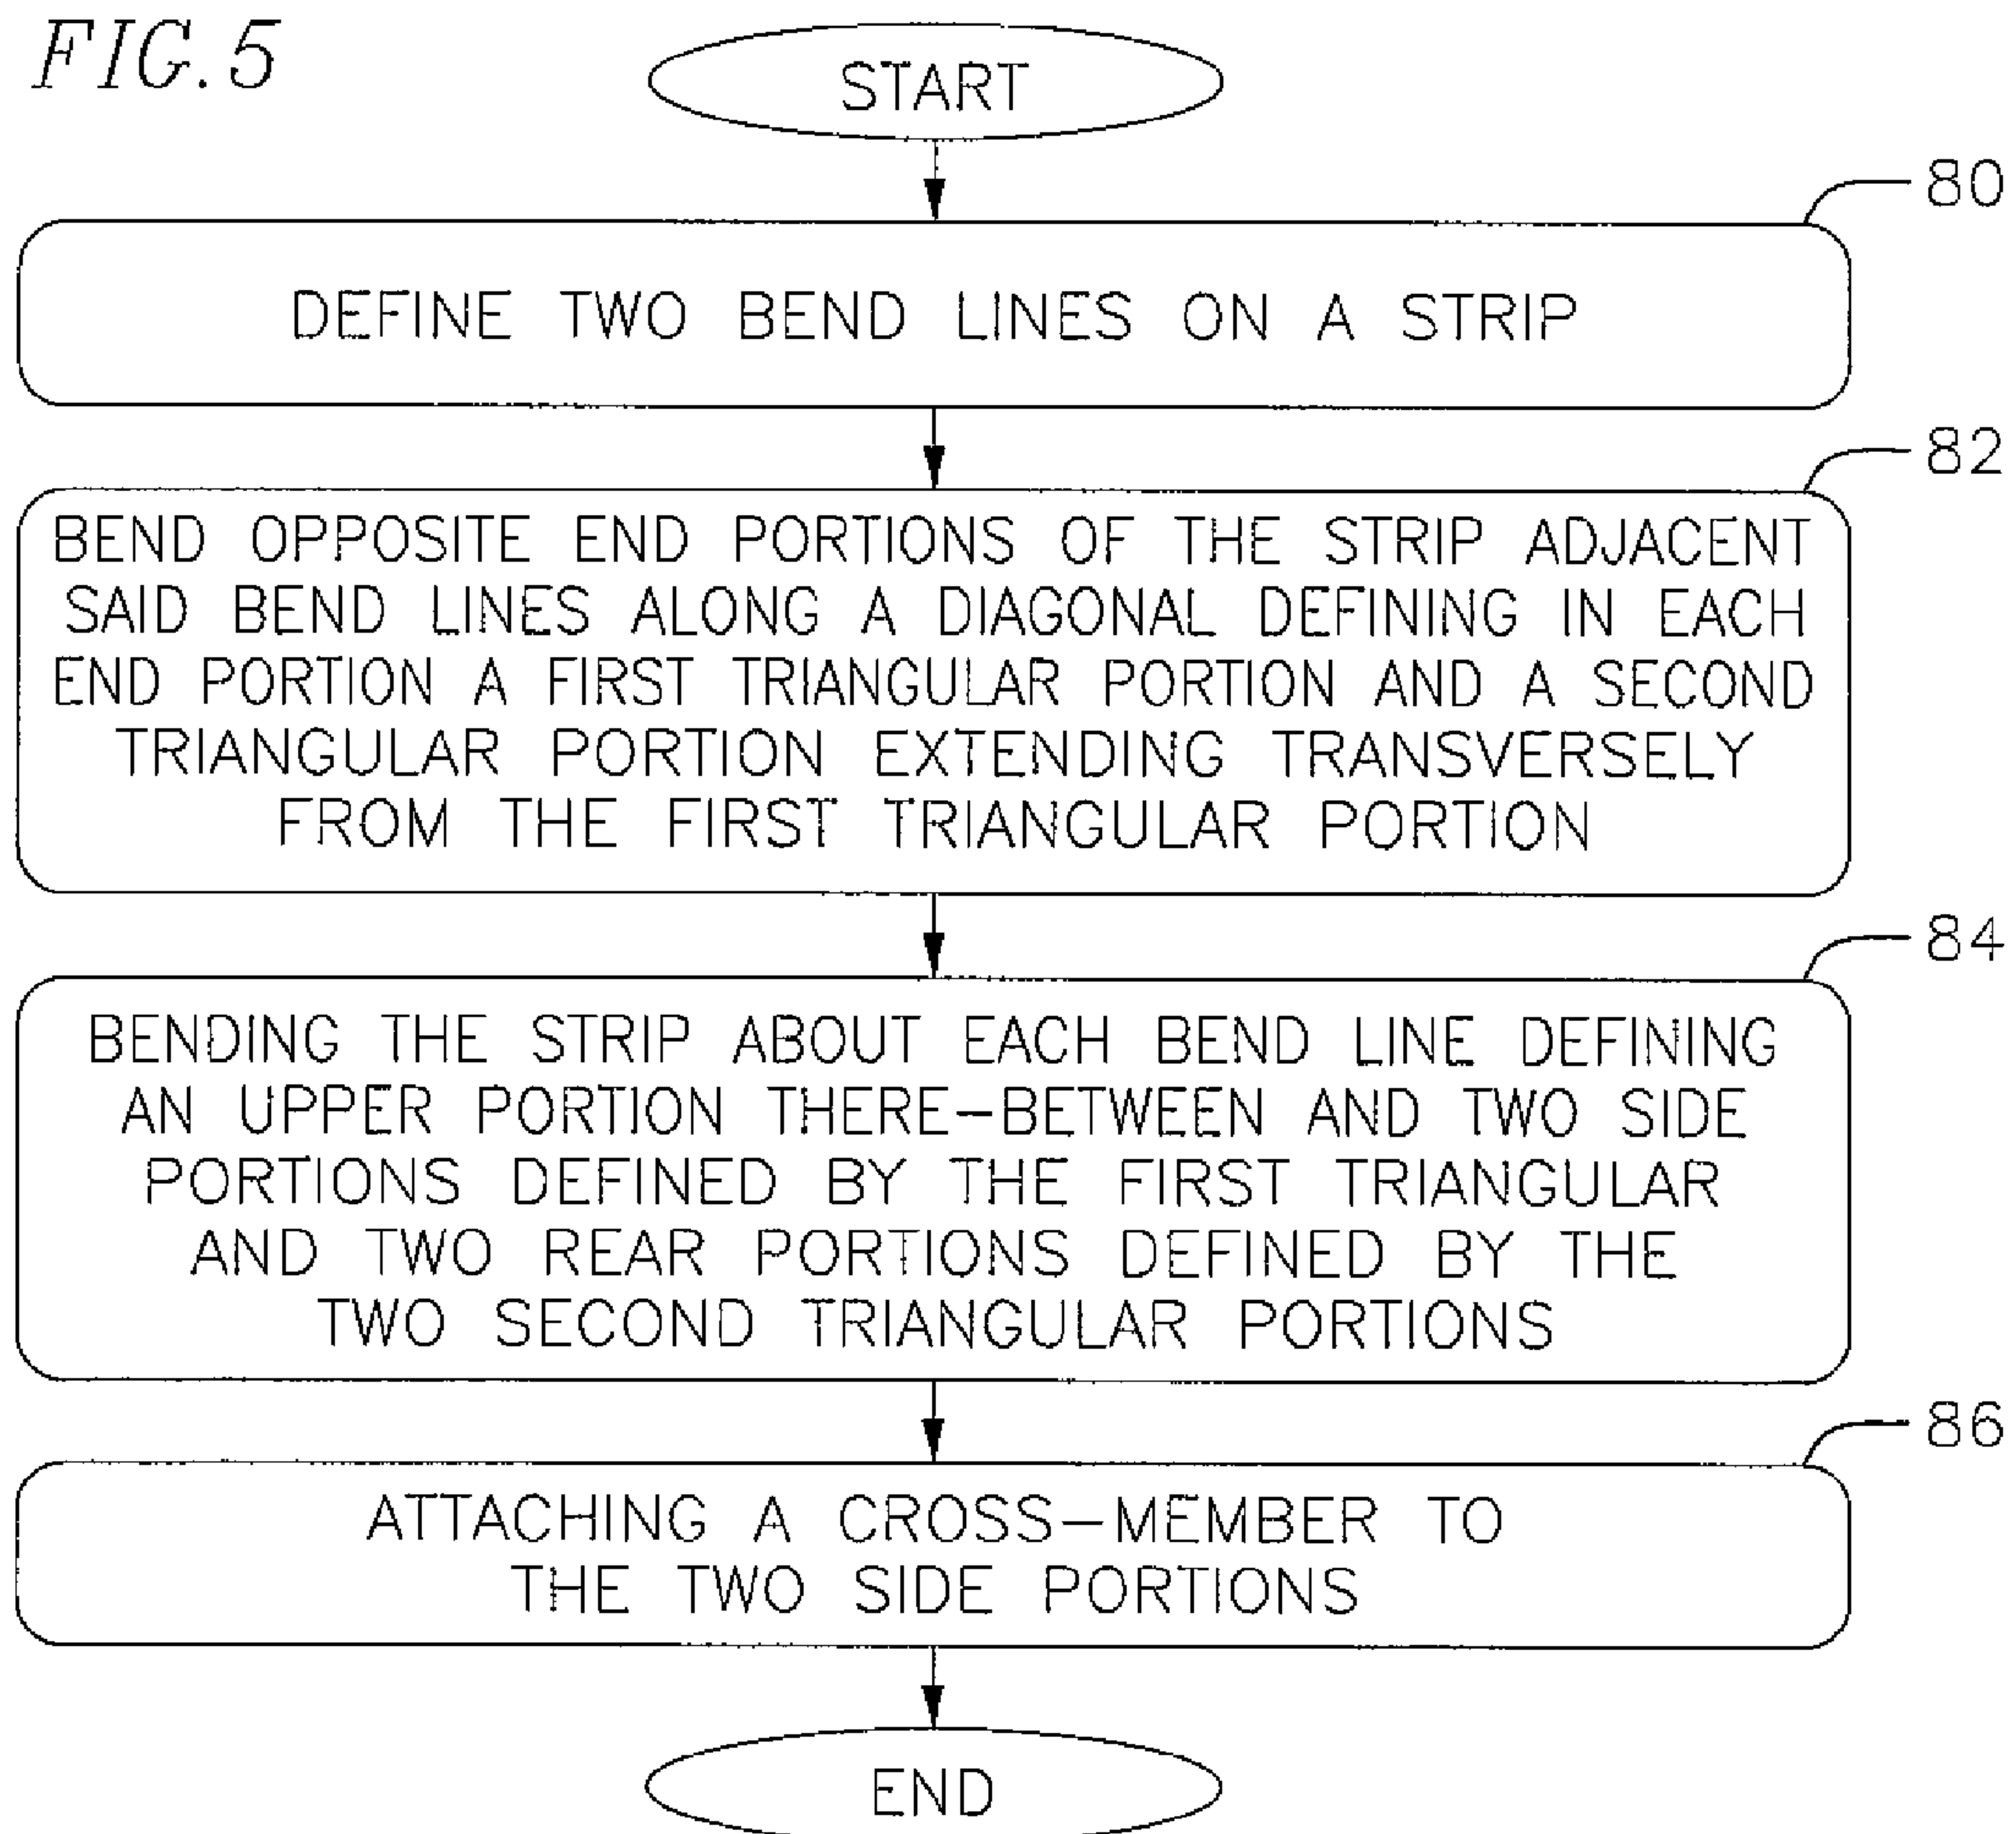 FIG. 5
START
80
DEFINE TWO BEND LINES ON A STRIP
82
BEND OPPOSITE END PORTIONS OF THE STRIP ADJACENT
SAID BEND LINES ALONG A DIAGONAL DEFINING IN EACH
END PORTION A FIRST TRIANGULAR PORTION AND A SECOND
TRIANGULAR PORTION EXTENDING TRANSVERSELY
FROM THE FIRST TRIANGULAR PORTION
84
BENDING THE STRIP ABOUT EACH BEND LINE DEFINING
AN UPPER PORTION THERE-BETWEEN AND TWO SIDE
PORTIONS DEFINED BY THE FIRST TRIANGULAR
AND TWO REAR PORTIONS DEFINED BY THE
TWO SECOND TRIANGULAR PORTIONS
86
ATTACHING A CROSS-MEMBER TO
THE TWO SIDE PORTIONS
END